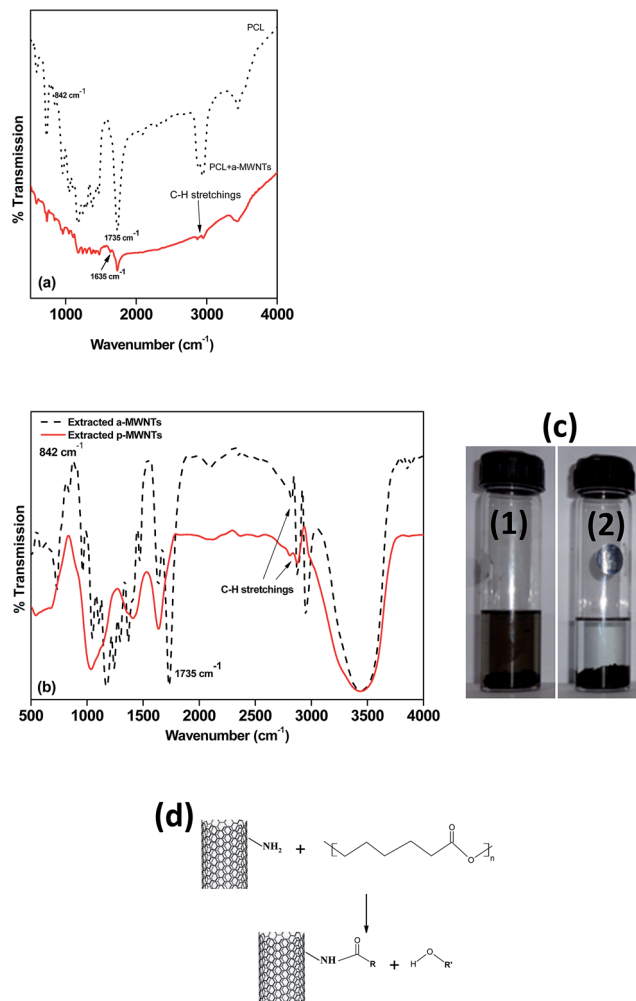 PCL
842 cm-1
PCL+a-MWNTs
C-H stretchings
1735 cm-1
1635 cm-1
(a)
% Transmission
1000 2000 3000 4000
Wavenumber (cm-1)
Extracted a-MWNTs
Extracted p-MWNTs
842 cm-1
C-H stretchings
1735 cm-1
(b)
% Transmission
500 1000 1500 2000 2500 3000 3500 4000
Wavenumber (cm-1)
(c)
(1) (2)
(d)
NH2 + O O n
NH O R + H O R'